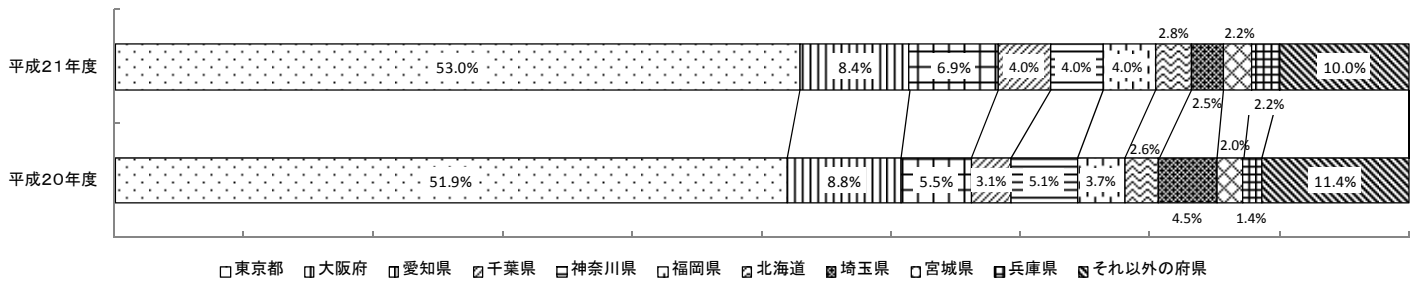 2.8% 2.2%
平成21年度 53.0% 8.4% 6.9% 4.0% 4.0% 4.0% 10.0%
2.5% 2.2%
2.6% 2.0%
平成20年度 51.9% 8.8% 5.5% 3.1% 5.1% 3.7% 11.4%
4.5% 1.4%
東京都 大阪府 愛知県 千葉県 神奈川県 福岡県 北海道 埼玉県 宮城県 兵庫県 それ以外の府県